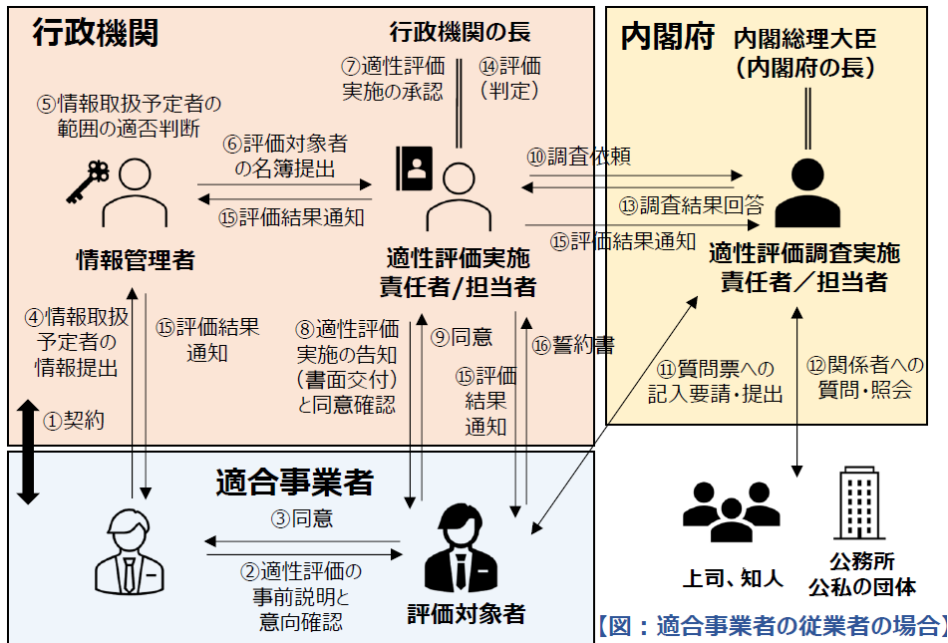 行政機関
行政機関の長
⑦適性評価
実施の承認
⑭評価
（判定）
⑤情報取扱予定者の
範囲の適否判断
⑥評価対象者
の名簿提出
⑮評価結果通知
情報管理者
適性評価実施
責任者/担当者
内閣府
内閣総理大臣
（内閣府の長）
⑩調査依頼
⑬調査結果回答
⑮評価結果通知
適性評価調査実施
責任者／担当者
④情報取扱
予定者の
情報提出
⑮評価結果
通知
⑧適性評価
実施の告知
（書面交付）
と同意確認
⑨同意
⑯誓約書
⑮評価
結果
通知
⑪質問票への
記入要請・提出
⑫関係者への
質問・照会
①契約
適合事業者
③同意
②適性評価の
事前説明と
意向確認
評価対象者
上司、知人
公務所
公私の団体
【図：適合事業者の従業者の場合】